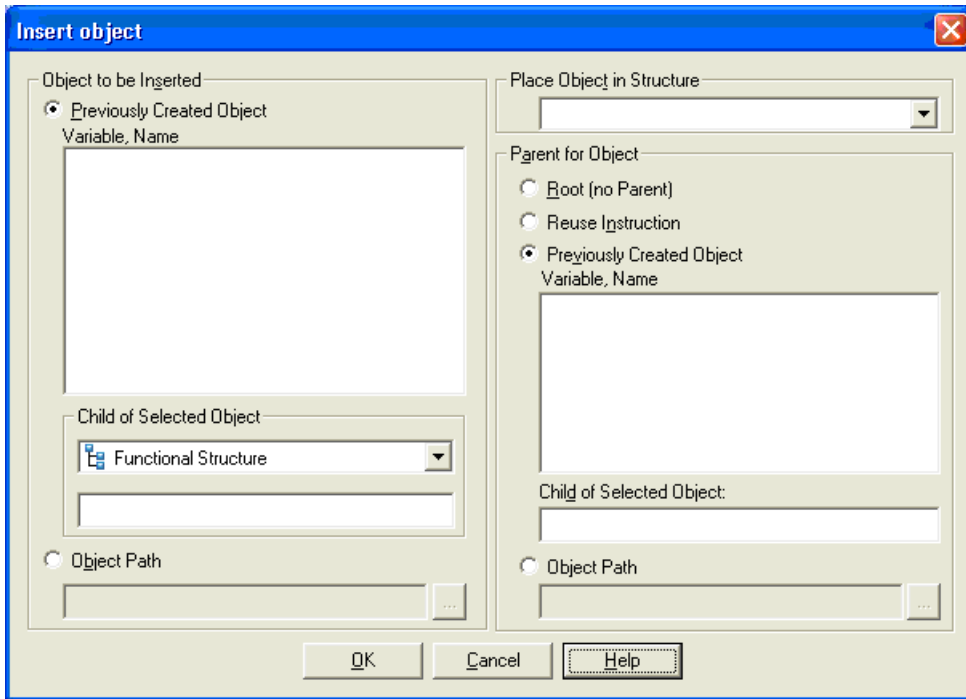 Insert object
Object to be Inserted
Previously Created Object
Variable, Name
Child of Selected Object
Functional Structure
Object Path
...
Place Object in Structure
Parent for Object
Root (no Parent)
Reuse Instruction
Previously Created Object
Variable, Name
Child of Selected Object:
Object Path
...
OK Cancel Help